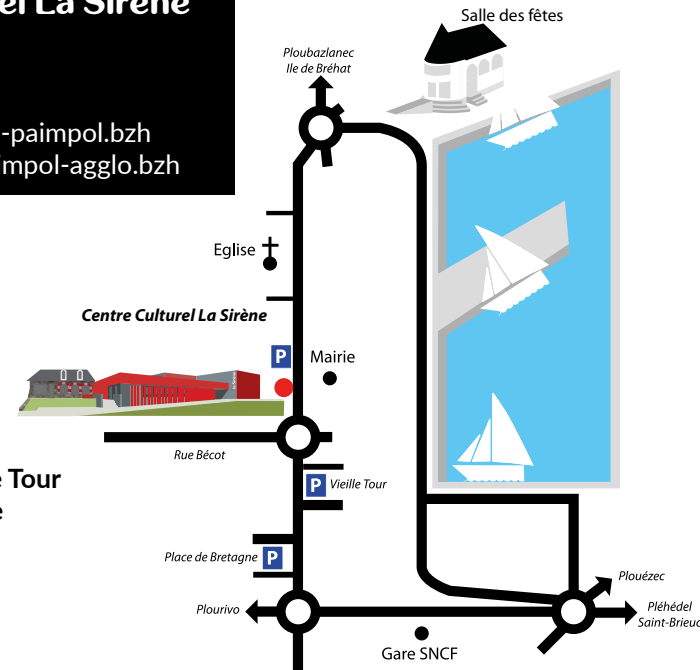 el La Sirène
-paimpol.bzh
mpol-agglo.bzh
Salle des fêtes
Ploubazlanec
Ile de Bréhat
Eglise
Centre Culturel La Sirène
P
Mairie
Rue Bécot
e Tour
P Vieille Tour
Place de Bretagne P
Plouézec
Plourivo
Pléhédel
Saint-Brieuc
Gare SNCF